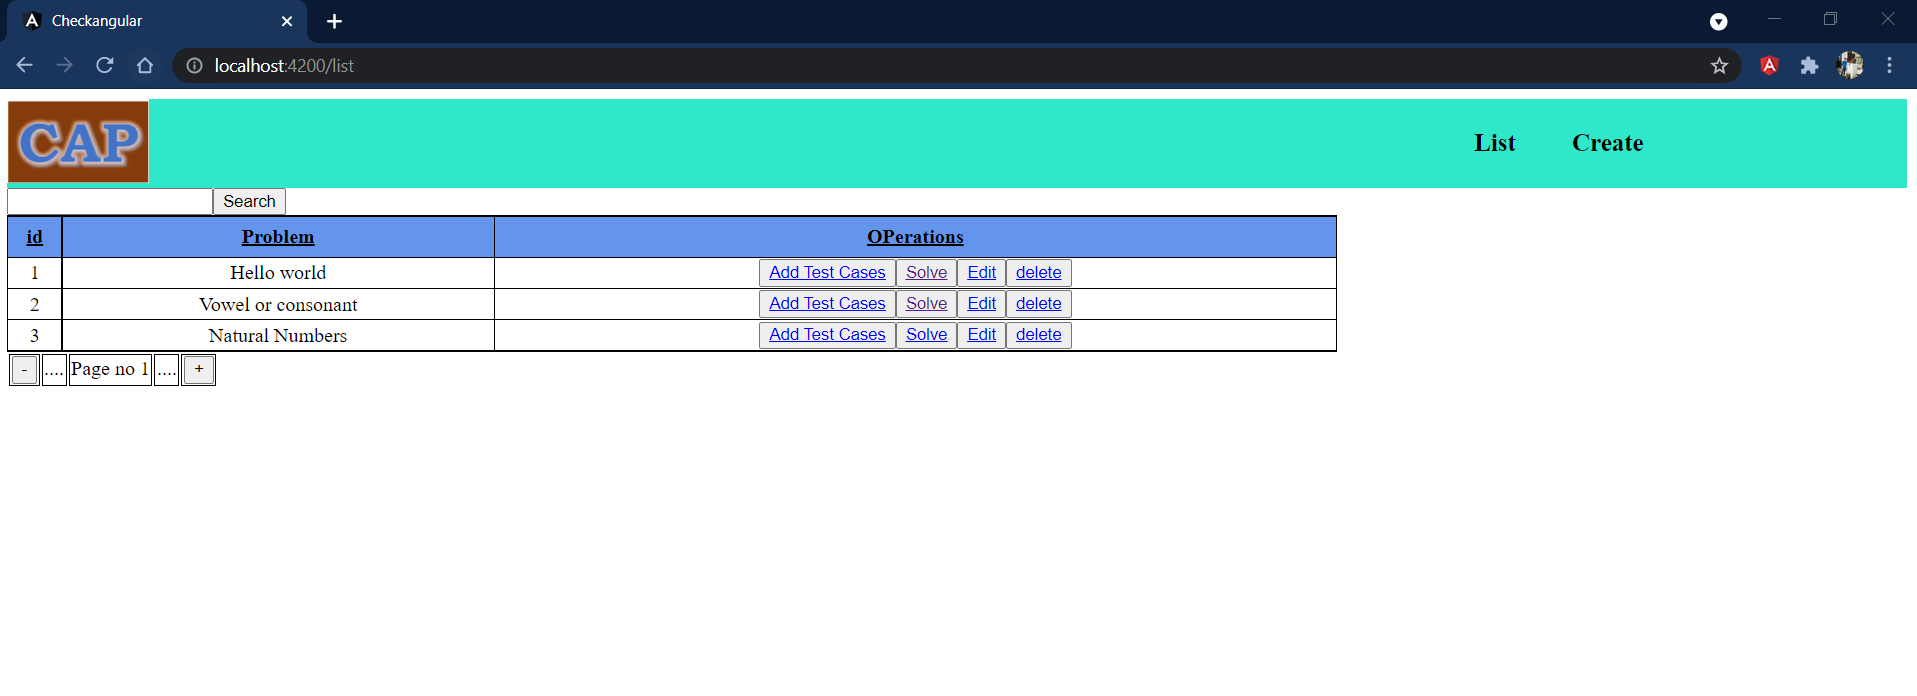 Checkangular
localhost:4200/list
CAP
List Create
Search
id Problem OPerations
1 Hello world Add Test Cases Solve Edit delete
2 Vowel or consonant Add Test Cases Solve Edit delete
3 Natural Numbers Add Test Cases Solve Edit delete
- .... Page no 1 .... +